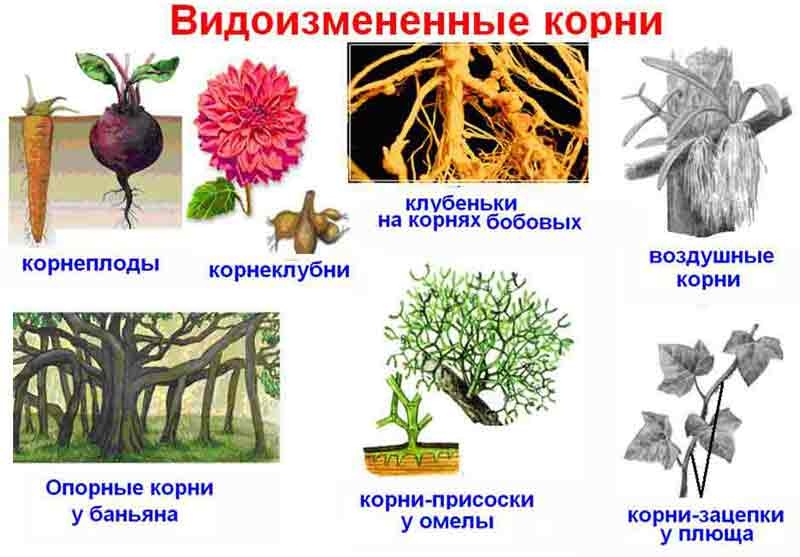 Видоизмененные корни
корнеплоды
корнеклубни
клубеньки
на корнях бобовых
воздушные
корни
Опорные корни
у баньяна
корни-присоски
у омелы
корни-зацепки
у плюща